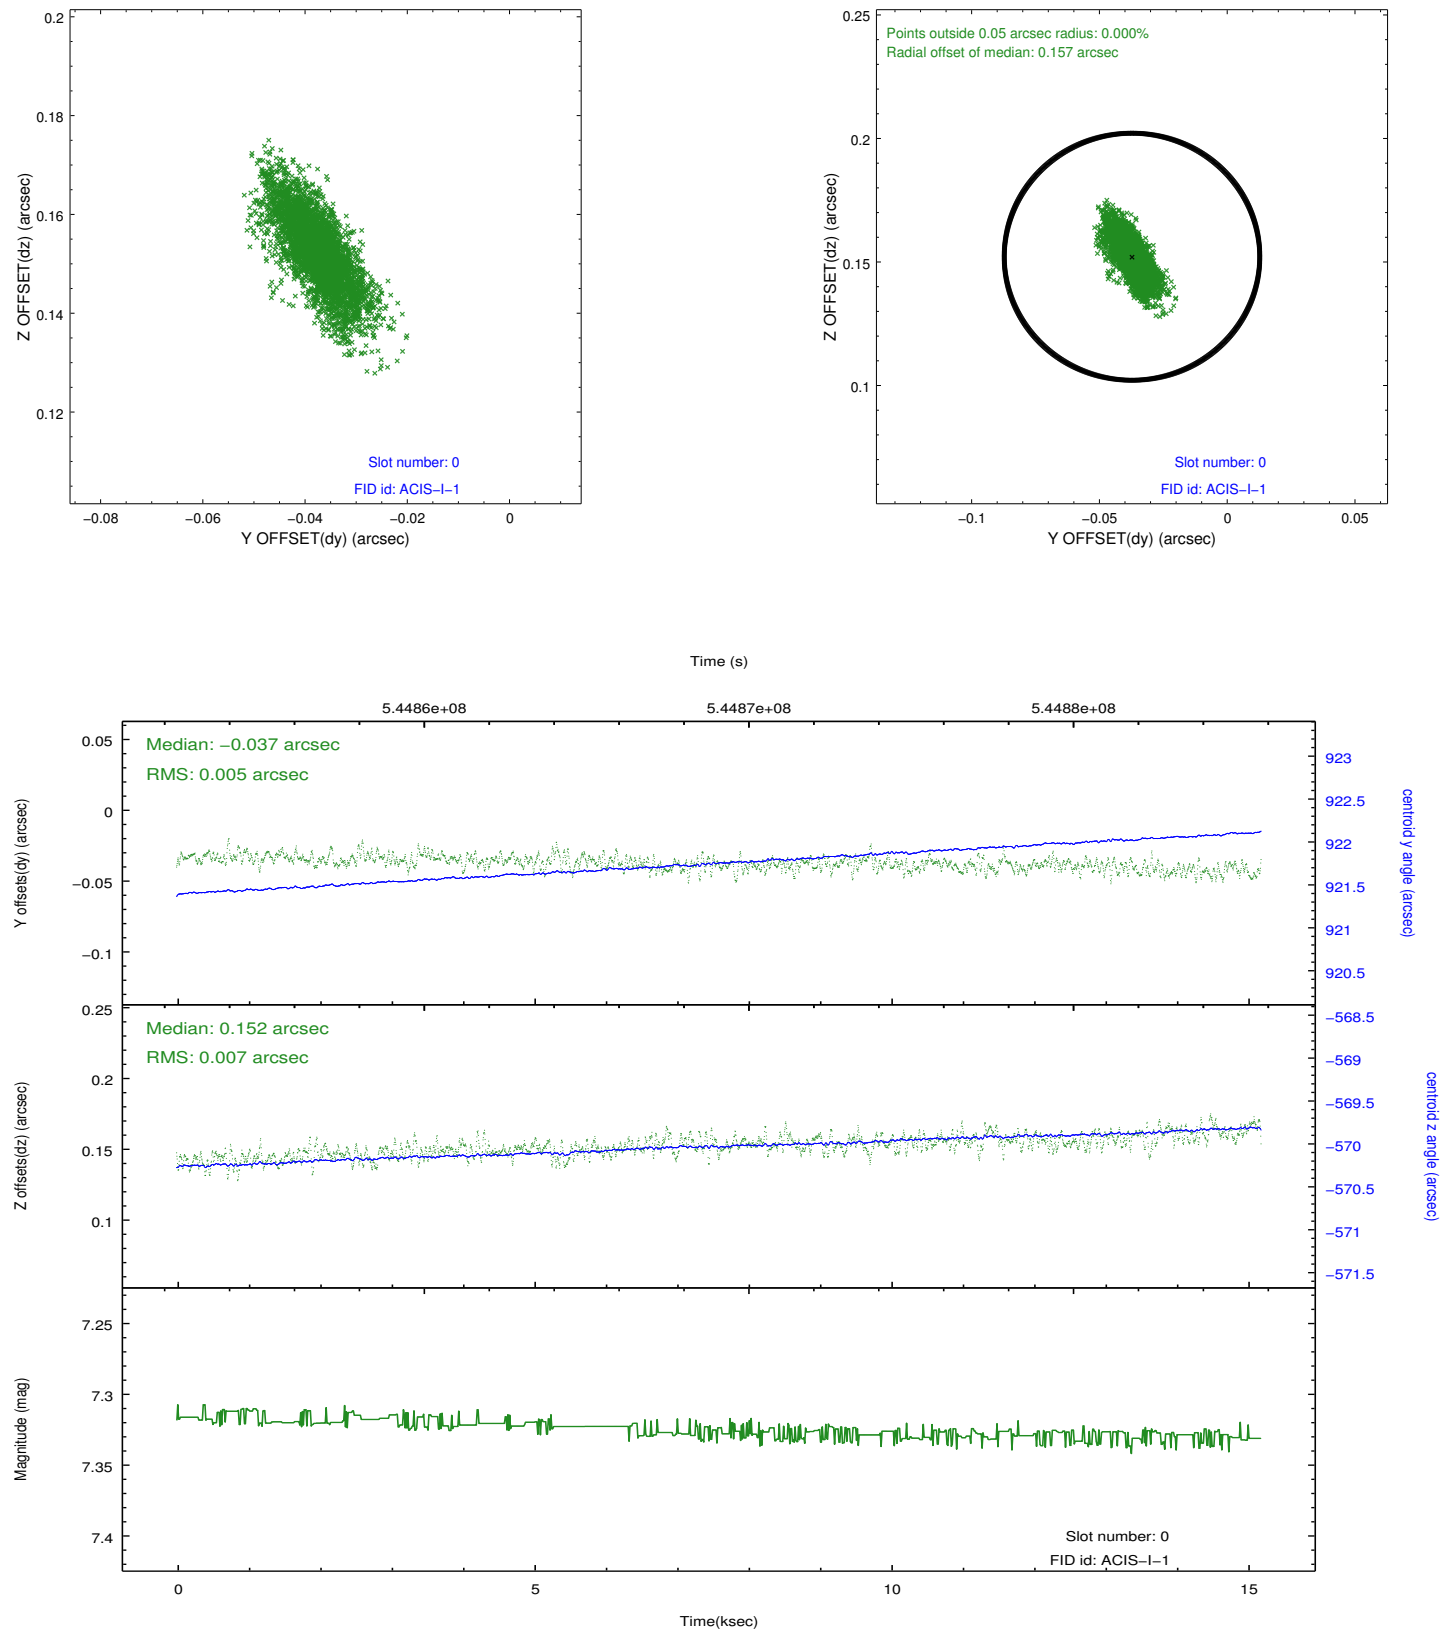 0.2
0.18
0.16
0.14
0.12
Z OFFSET(dz) (arcsec)
Slot number: 0
FID id: ACIS−I−1
−0.08 −0.06 −0.04 −0.02 0
Y OFFSET(dy) (arcsec)
0.25
0.2
0.15
0.1
Z OFFSET(dz) (arcsec)
Points outside 0.05 arcsec radius: 0.000%
Radial offset of median: 0.157 arcsec
Slot number: 0
FID id: ACIS−I−1
−0.1 −0.05 0 0.05
Y OFFSET(dy) (arcsec)
Time (s)
5.4486e+08 5.4487e+08 5.4488e+08
Median: −0.037 arcsec
RMS: 0.005 arcsec
0.05
0
−0.05
−0.1
Y offsets(dy) (arcsec)
923
922.5
922
921.5
921
920.5
centroid y angle (arcsec)
Median: 0.152 arcsec
RMS: 0.007 arcsec
0.25
0.2
0.15
0.1
Z offsets(dz) (arcsec)
−568.5
−569
−569.5
−570
−570.5
−571
−571.5
centroid z angle (arcsec)
7.25
7.3
7.35
7.4
Magnitude (mag)
Slot number: 0
FID id: ACIS−I−1
0 5 10 15
Time(ksec)